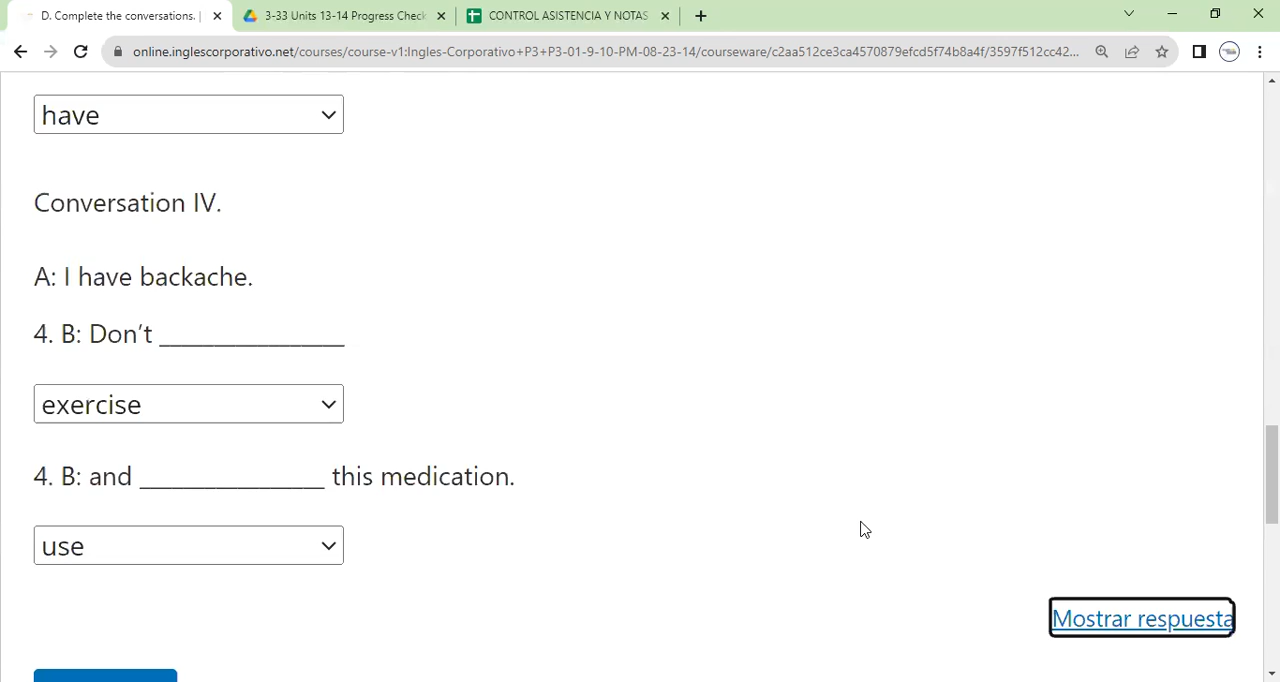 D. Complete the conversations. |
3-33 Units 13-14 Progress Check
CONTROL ASISTENCIA Y NOTAS
online.inglescorporativo.net/courses/course-v1:Ingles-Corporativo+P3+P3-01-9-10-PM-08-23-14/courseware/c2aa512ce3ca4570879efcd5f74b8a4f/3597f512cc42...
have
Conversation IV.
A: I have backache.
4. B: Don't _________________
exercise
4. B: and _________________ this medication.
use
Mostrar respuesta